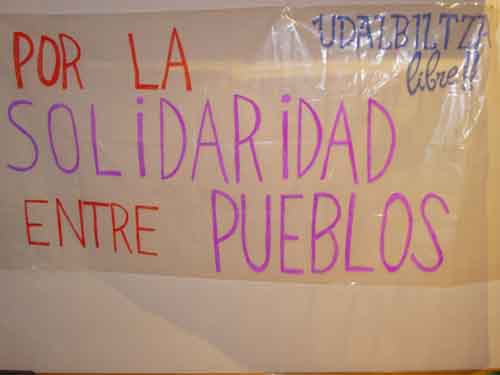 POR LA
UDALBILTZA
libre!!
SOLiDARiDAD
ENTRE PUEBLOS